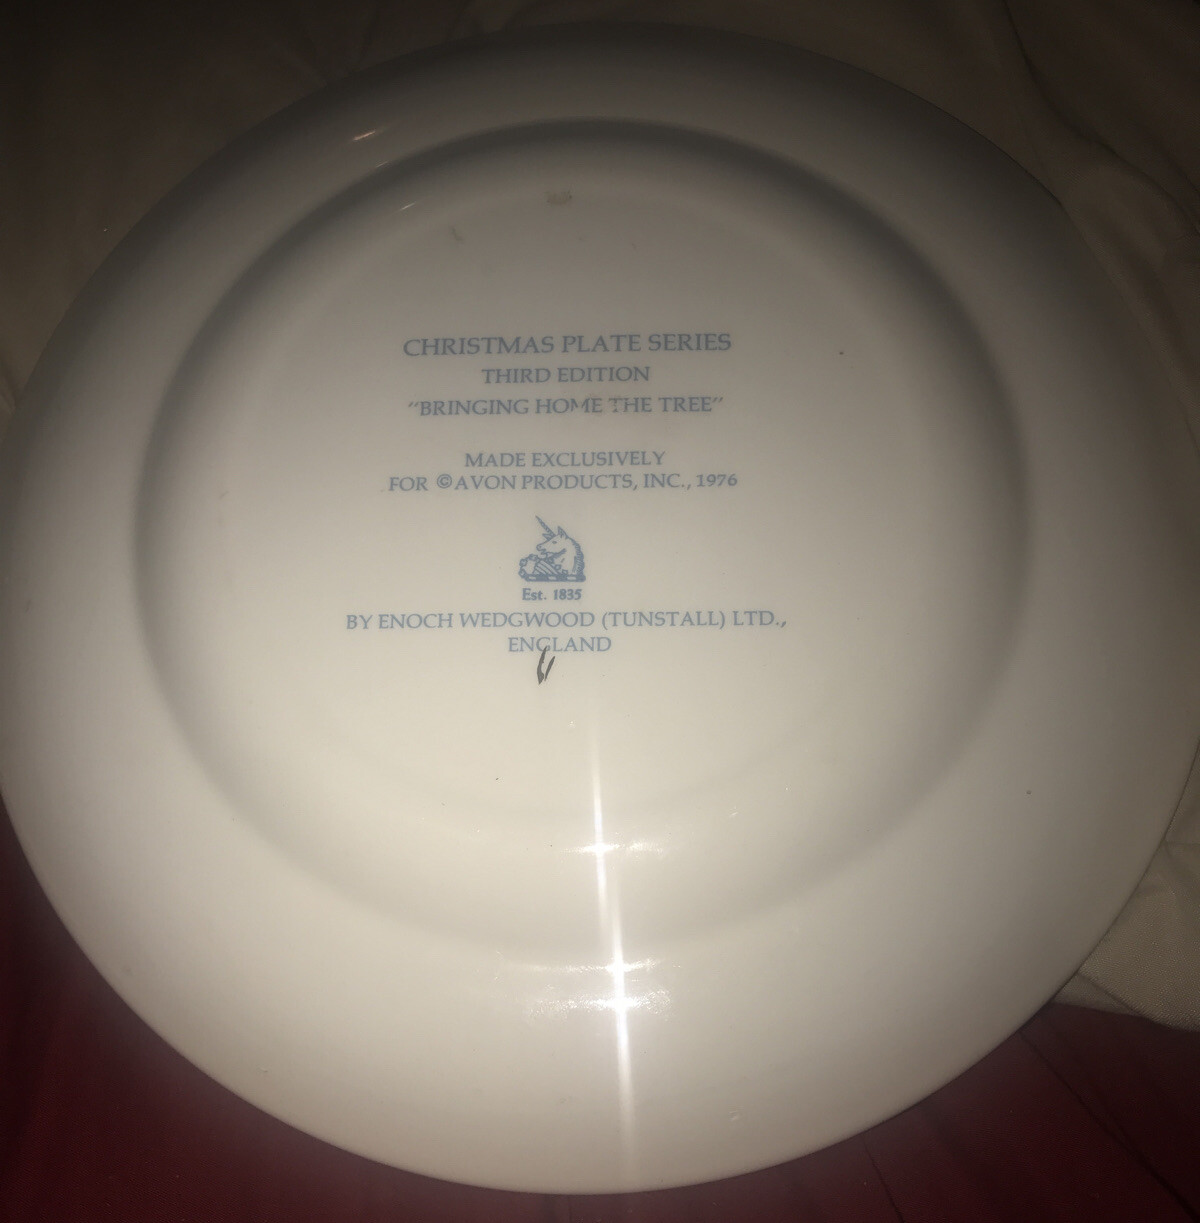 CHRISTMAS PLATE SERIES
THIRD EDITION
"BRINGING HOME THE TREE"
MADE EXCLUSIVELY
FOR ©AVON PRODUCTS, INC., 1976
Est. 1835
BY ENOCH WEDGWOOD (TUNSTALL) LTD.,
ENGLAND